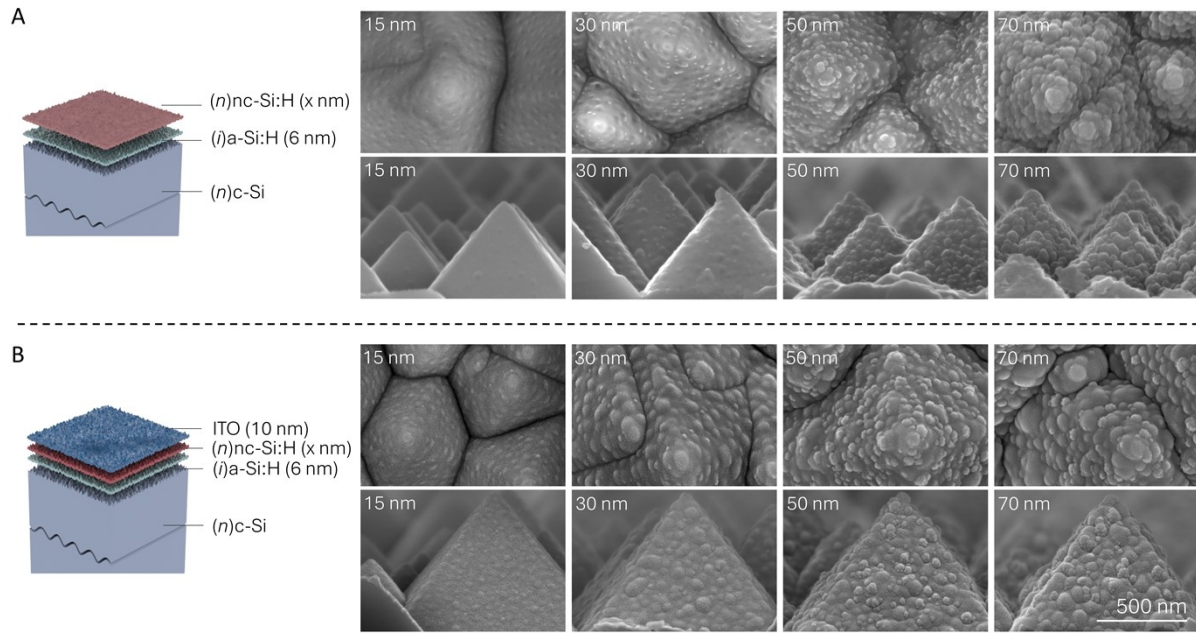 A
15 nm
30 nm
50 nm
70 nm
(n)nc-Si:H (x nm)
(i)a-Si:H (6 nm)
(n)c-Si
15 nm
30 nm
50 nm
70 nm
B
15 nm
30 nm
50 nm
70 nm
ITO (10 nm)
(n)nc-Si:H (x nm)
(i)a-Si:H (6 nm)
(n)c-Si
15 nm
30 nm
50 nm
70 nm
500 nm